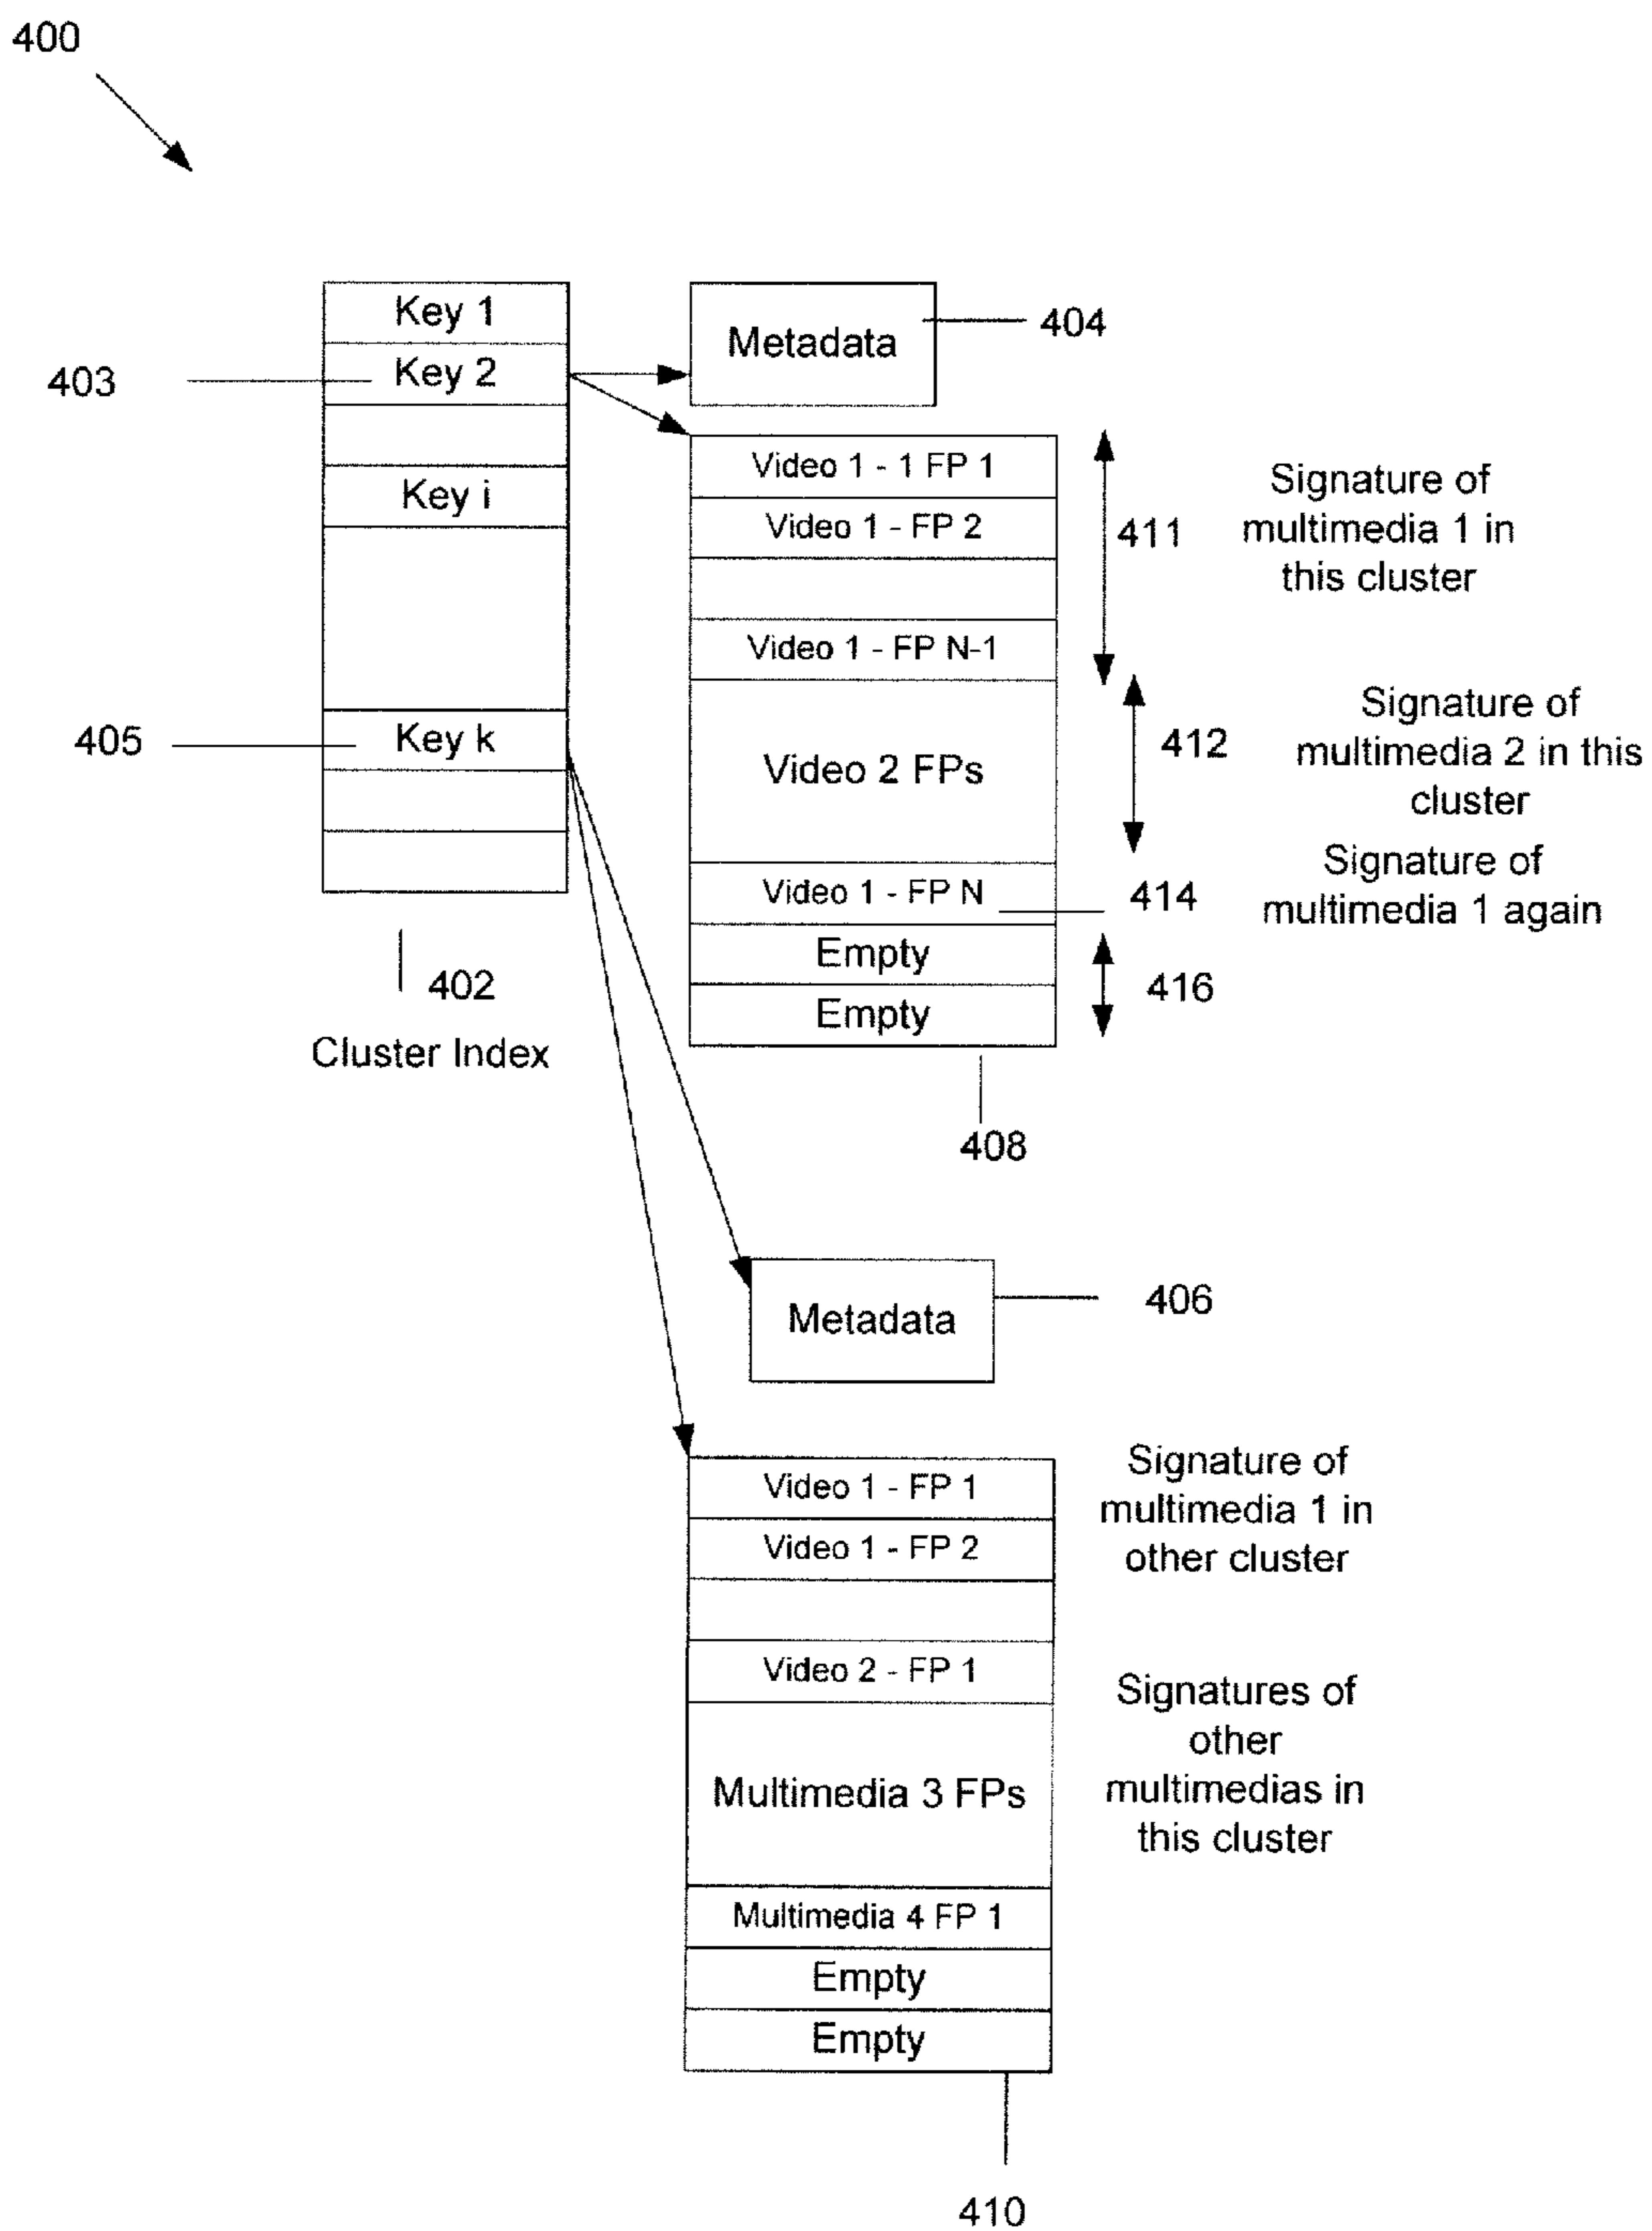 400
Key 1
Key 2
Key i
Key k
403
405
402
Cluster Index
Metadata
404
Video 1 - 1 FP 1
Video 1 - FP 2
Video 1 - FP N-1
Video 2 FPs
Video 1 - FP N
Empty
Empty
411
Signature of
multimedia 1 in
this cluster
412
Signature of
multimedia 2 in this
cluster
414
Signature of
multimedia 1 again
416
408
Metadata
406
Video 1 - FP 1
Video 1 - FP 2
Video 2 - FP 1
Multimedia 3 FPs
Multimedia 4 FP 1
Empty
Empty
Signature of
multimedia 1 in
other cluster
Signatures of
other
multimedias in
this cluster
410